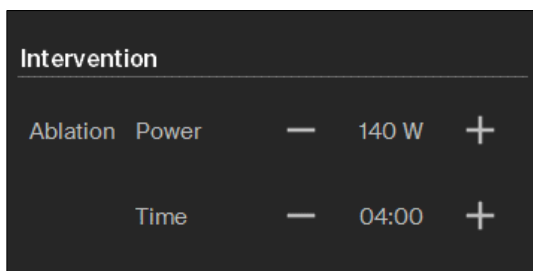 Intervention
Ablation Power — 140 W +
Time — 04:00 +